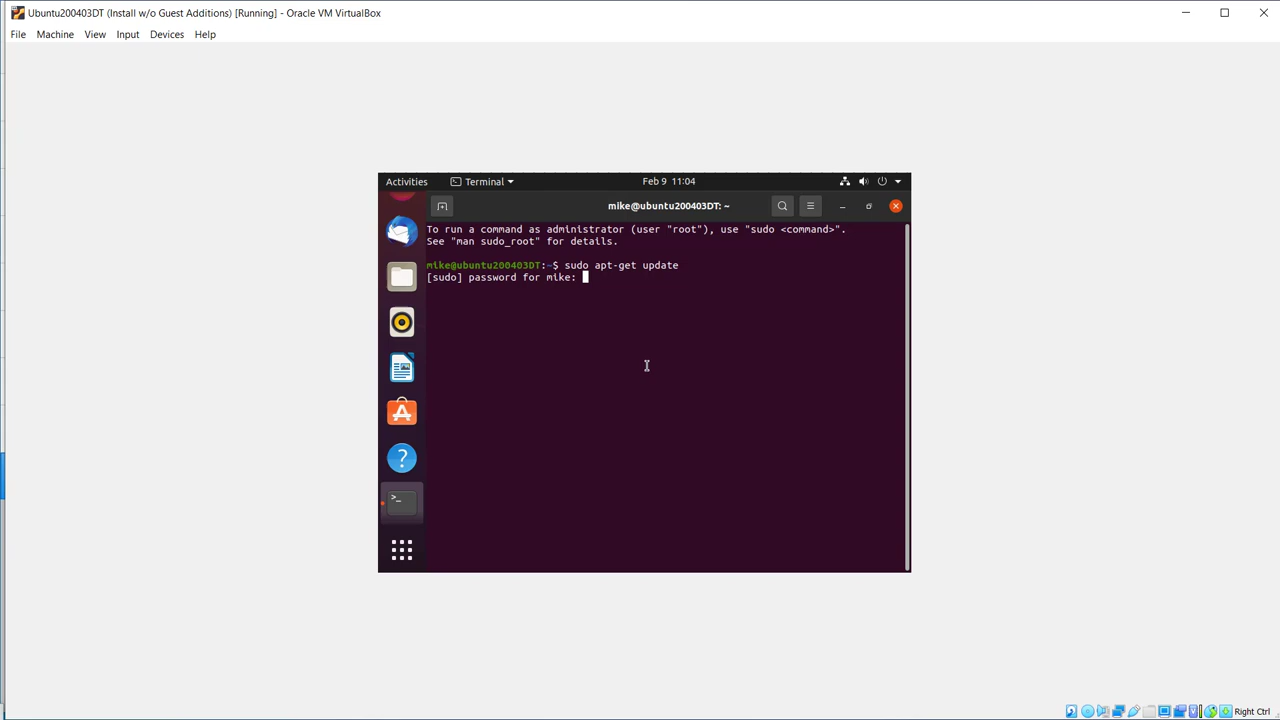 Ubuntu200403DT (Install w/o Guest Additions) [Running] - Oracle VM VirtualBox
File Machine View Input Devices Help
Activities Terminal Feb 9 11:04
mike@ubuntu200403DT: ~
To run a command as administrator (user "root"), use "sudo <command>".
See "man sudo_root" for details.
mike@ubuntu200403DT:~$ sudo apt-get update
[sudo] password for mike:
?
>_
Right Ctrl